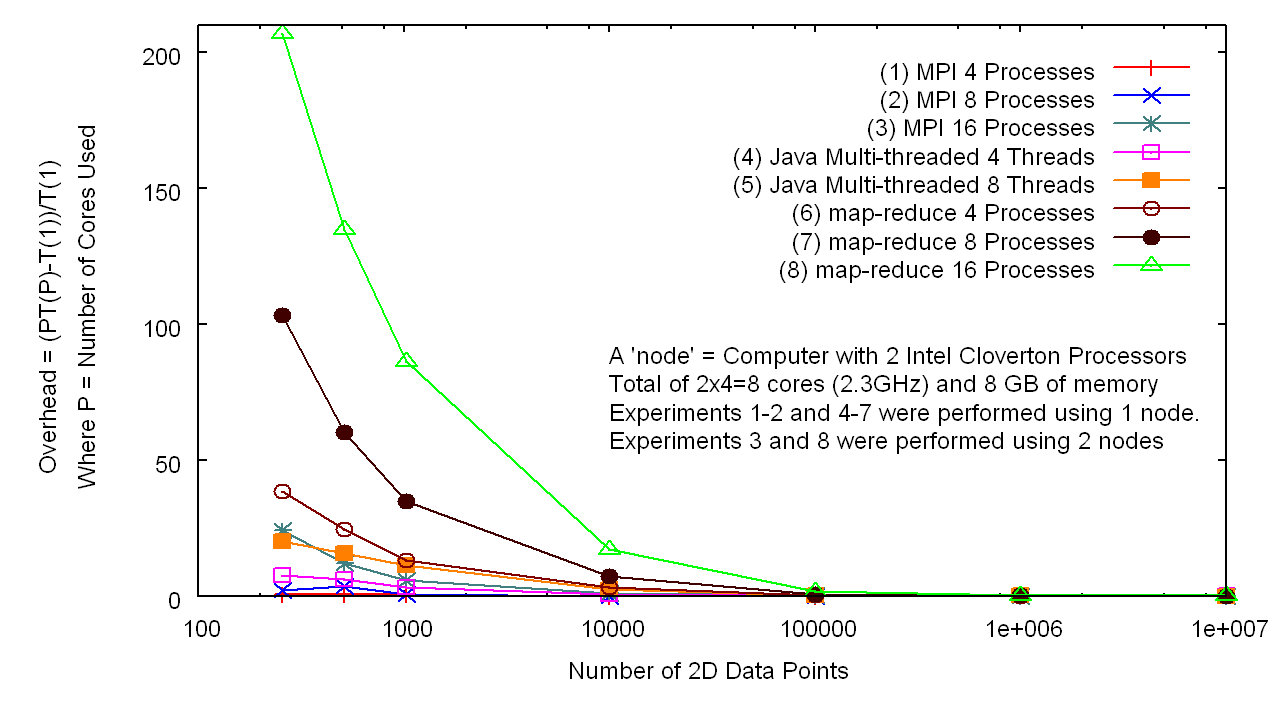 200
150
100
50
0
100
1000
10000
100000
1e+006
1e+007
Overhead = (PT(P)-T(1))/T(1)
Where P = Number of Cores Used
Number of 2D Data Points
(1) MPI 4 Processes
(2) MPI 8 Processes
(3) MPI 16 Processes
(4) Java Multi-threaded 4 Threads
(5) Java Multi-threaded 8 Threads
(6) map-reduce 4 Processes
(7) map-reduce 8 Processes
(8) map-reduce 16 Processes
A 'node' = Computer with 2 Intel Cloverton Processors
Total of 2x4=8 cores (2.3GHz) and 8 GB of memory
Experiments 1-2 and 4-7 were performed using 1 node.
Experiments 3 and 8 were performed using 2 nodes